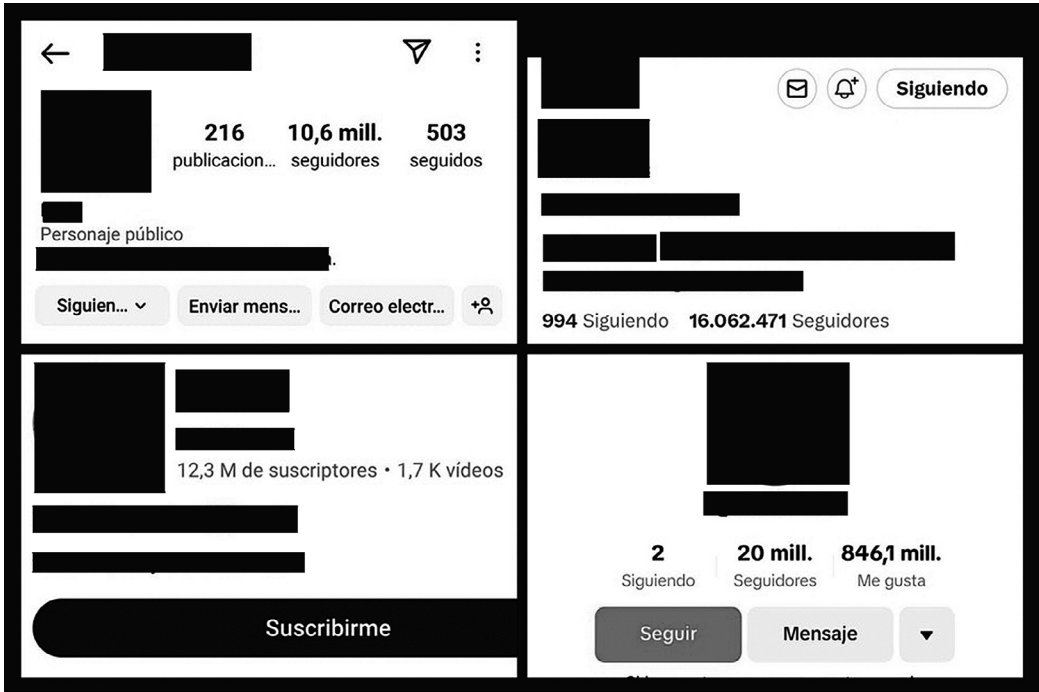 216 10,6 mill. 503
publicacion... seguidores seguidos
Personaje público
Siguien... Enviar mens... Correo electr...
Siguiendo
994 Siguiendo 16.062.471 Seguidores
12,3 M de suscriptores • 1,7 K vídeos
Suscribirme
2 20 mill. 846,1 mill.
Siguiendo Seguidores Me gusta
Seguir Mensaje